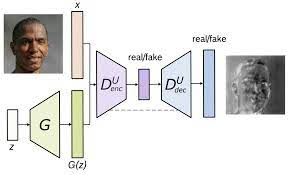 x
real/fake
real/fake
D^U_enc
D^U_dec
G
z
G(z)